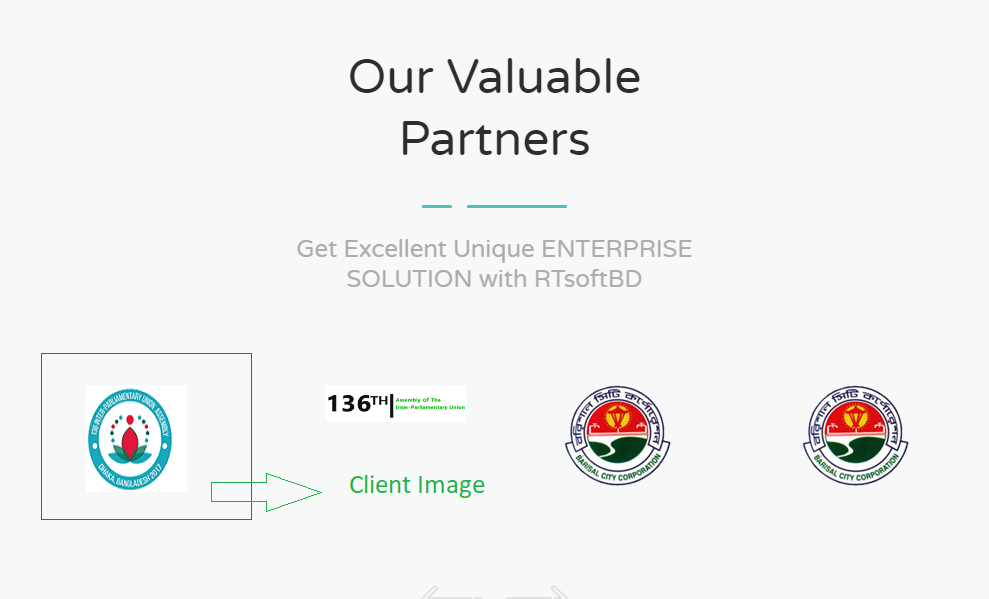 Our Valuable
Partners
Get Excellent Unique ENTERPRISE
SOLUTION with RTsoftBD
136 INTER-PARLIAMENTARY UNION ASSEMBLY
DHAKA, BANGLADESH 2017
136TH
Assembly Of The
Inter-Parliamentary Union
বরিশাল সিটি কর্পোরেশন
BARISAL CITY CORPORATION
বরিশাল সিটি কর্পোরেশন
BARISAL CITY CORPORATION
Client Image